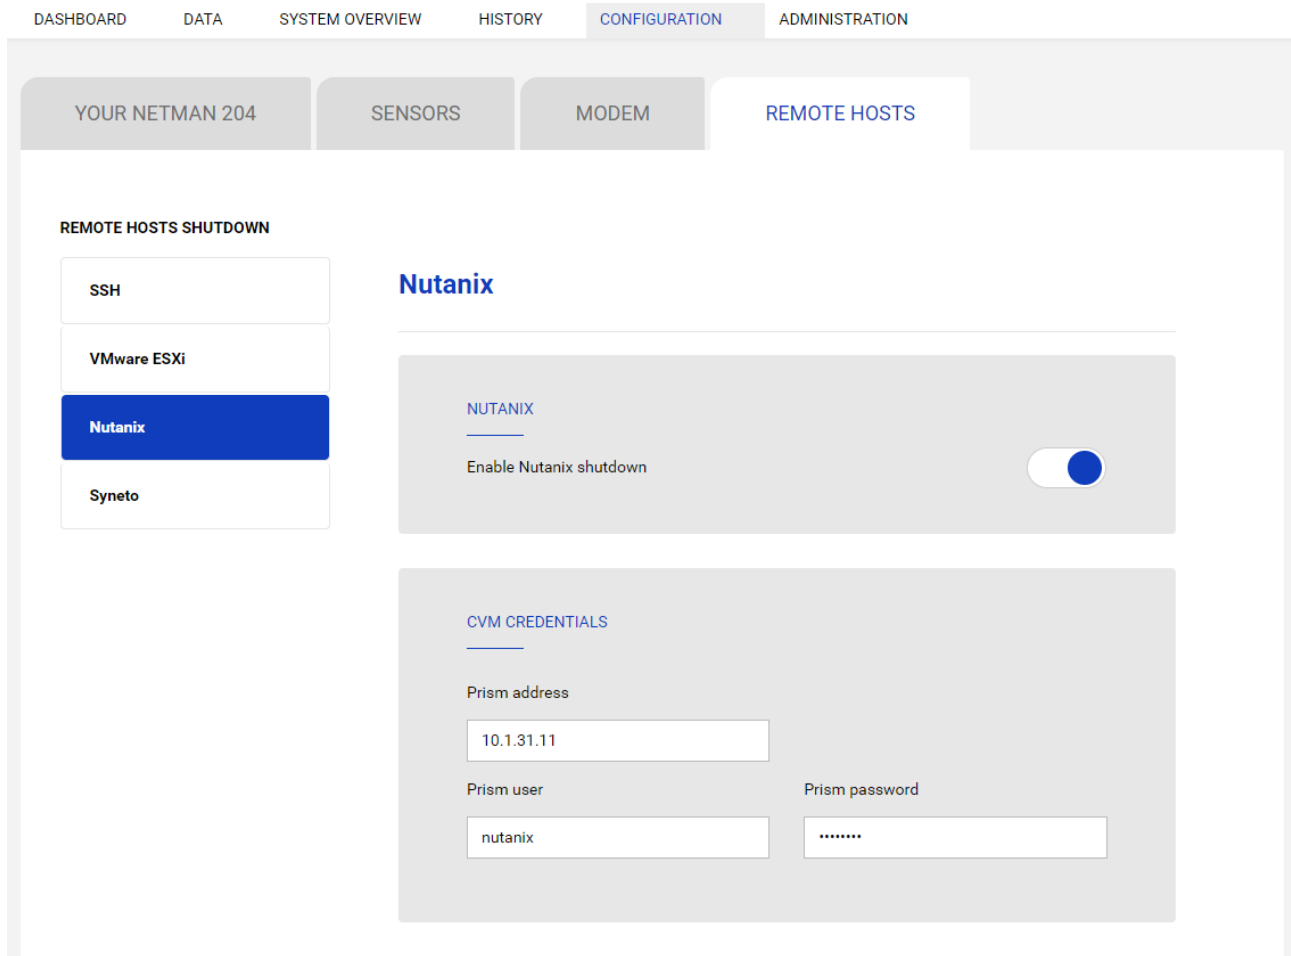 DASHBOARD DATA SYSTEM OVERVIEW HISTORY CONFIGURATION ADMINISTRATION
YOUR NETMAN 204 SENSORS MODEM REMOTE HOSTS
REMOTE HOSTS SHUTDOWN
SSH
VMware ESXi
Nutanix
Syneto
Nutanix
NUTANIX
Enable Nutanix shutdown
CVM CREDENTIALS
Prism address
10.1.31.11
Prism user Prism password
nutanix ••••••••